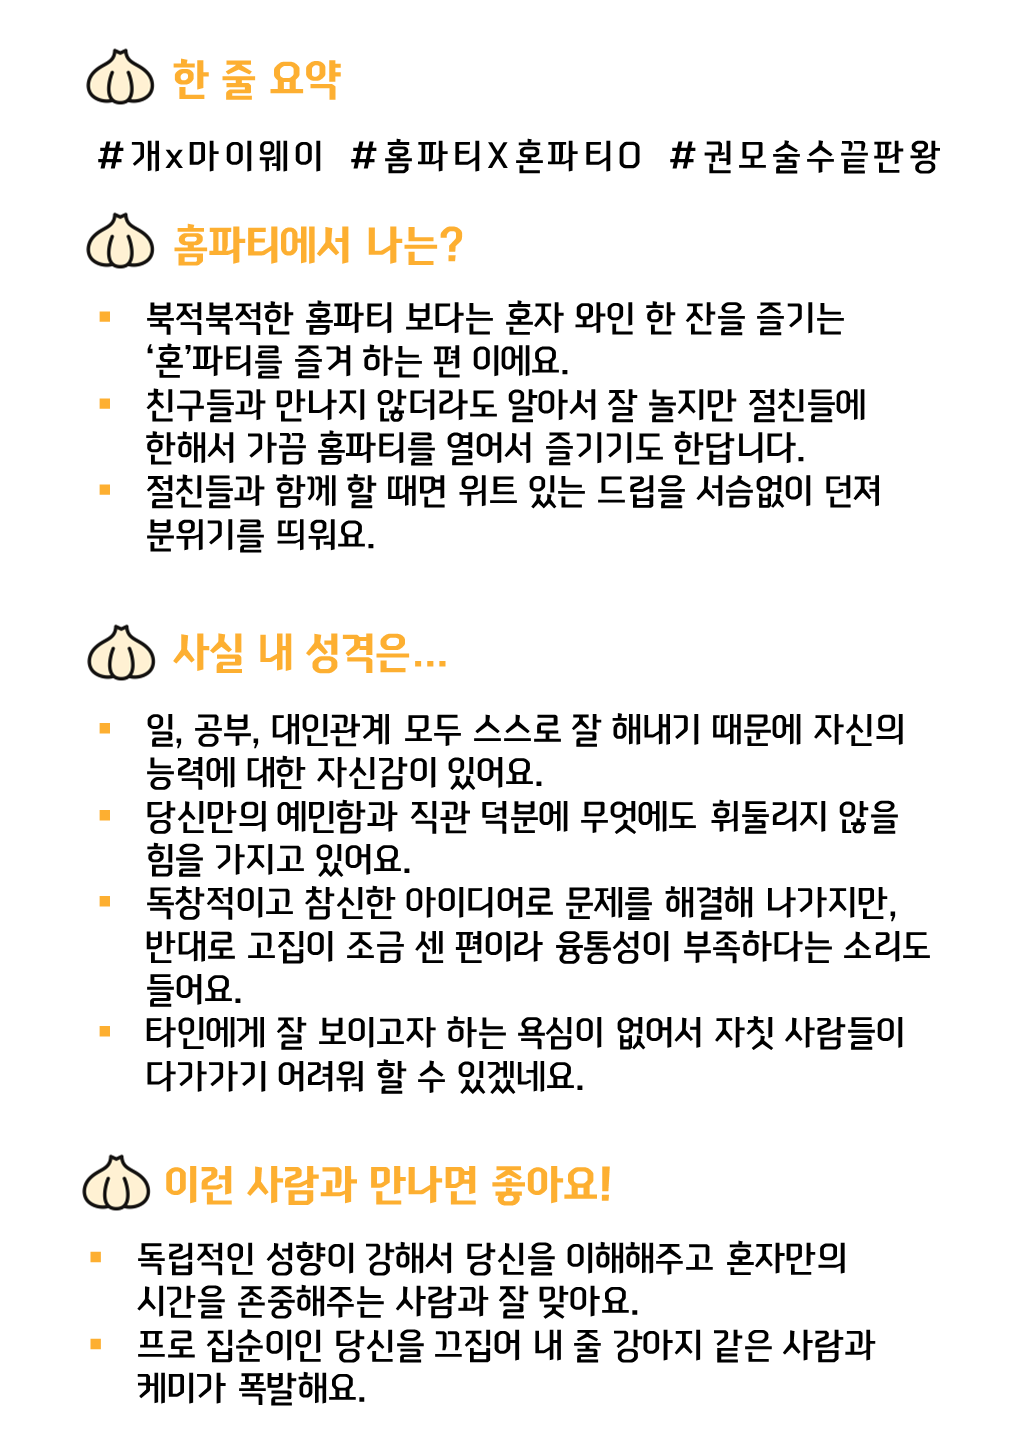 한 줄 요약
#개x마이웨이 #홈파티X혼파티O #권모술수끝판왕
홈파티에서 나는?
▪ 북적북적한 홈파티 보다는 혼자 와인 한 잔을 즐기는
‘혼’파티를 즐겨 하는 편 이에요.
▪ 친구들과 만나지 않더라도 알아서 잘 놀지만 절친들에
한해서 가끔 홈파티를 열어서 즐기기도 한답니다.
▪ 절친들과 함께 할 때면 위트 있는 드립을 서슴없이 던져
분위기를 띄워요.
사실 내 성격은...
▪ 일, 공부, 대인관계 모두 스스로 잘 해내기 때문에 자신의
능력에 대한 자신감이 있어요.
▪ 당신만의 예민함과 직관 덕분에 무엇에도 휘둘리지 않을
힘을 가지고 있어요.
▪ 독창적이고 참신한 아이디어로 문제를 해결해 나가지만,
반대로 고집이 조금 센 편이라 융통성이 부족하다는 소리도
들어요.
▪ 타인에게 잘 보이고자 하는 욕심이 없어서 자칫 사람들이
다가가기 어려워 할 수 있겠네요.
이런 사람과 만나면 좋아요!
▪ 독립적인 성향이 강해서 당신을 이해해주고 혼자만의
시간을 존중해주는 사람과 잘 맞아요.
▪ 프로 집순이인 당신을 끄집어 내 줄 강아지 같은 사람과
케미가 폭발해요.